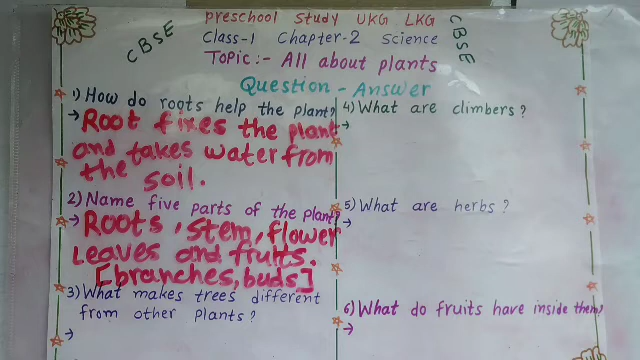 preschool study UKG LKG
CBSE
CBSE
Class-1 Chapter-2 Science
Topic:- All about plants
Question - Answer
1) How do roots help the plant?
→ Root fixes the plant
and takes water from
the soil.
2) Name five parts of the plant?
→ Roots, stem, flower
leaves and fruits.
[branches, buds]
3) What makes trees different
from other plants?
→
4) What are climbers?
→
5) What are herbs?
→
6) What do fruits have inside them?
→